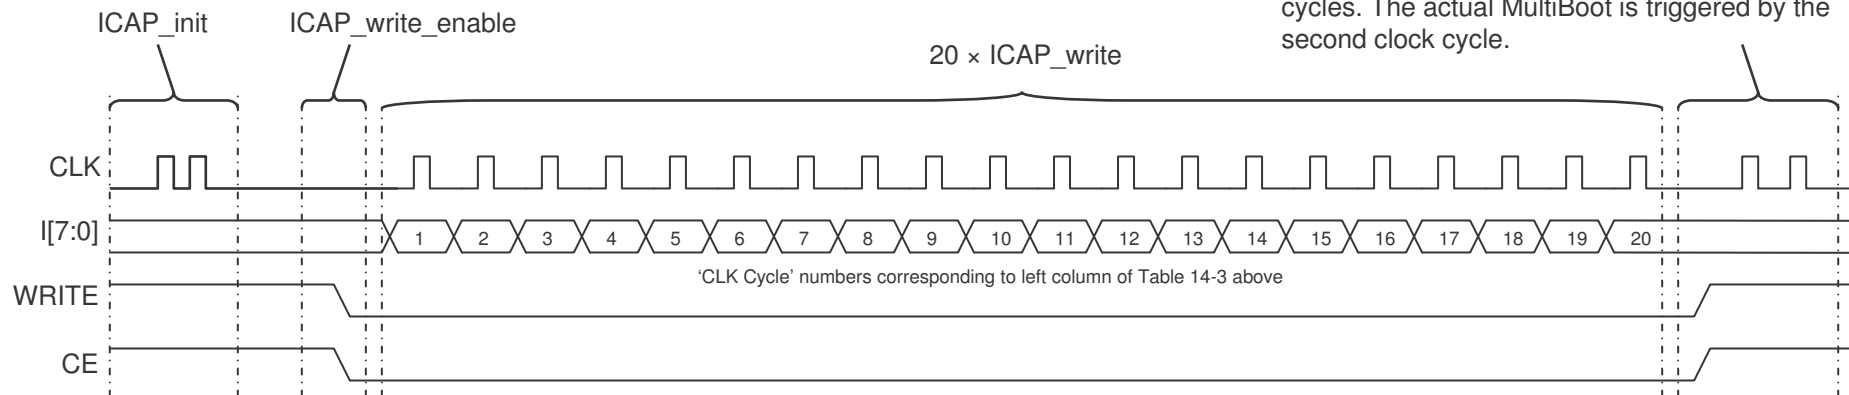 cycles. The actual MultiBoot is triggered by the
second clock cycle.
ICAP_init
ICAP_write_enable
20 × ICAP_write
CLK
I[7:0]
1 2 3 4 5 6 7 8 9 10 11 12 13 14 15 16 17 18 19 20
‘CLK Cycle’ numbers corresponding to left column of Table 14-3 above
WRITE
CE